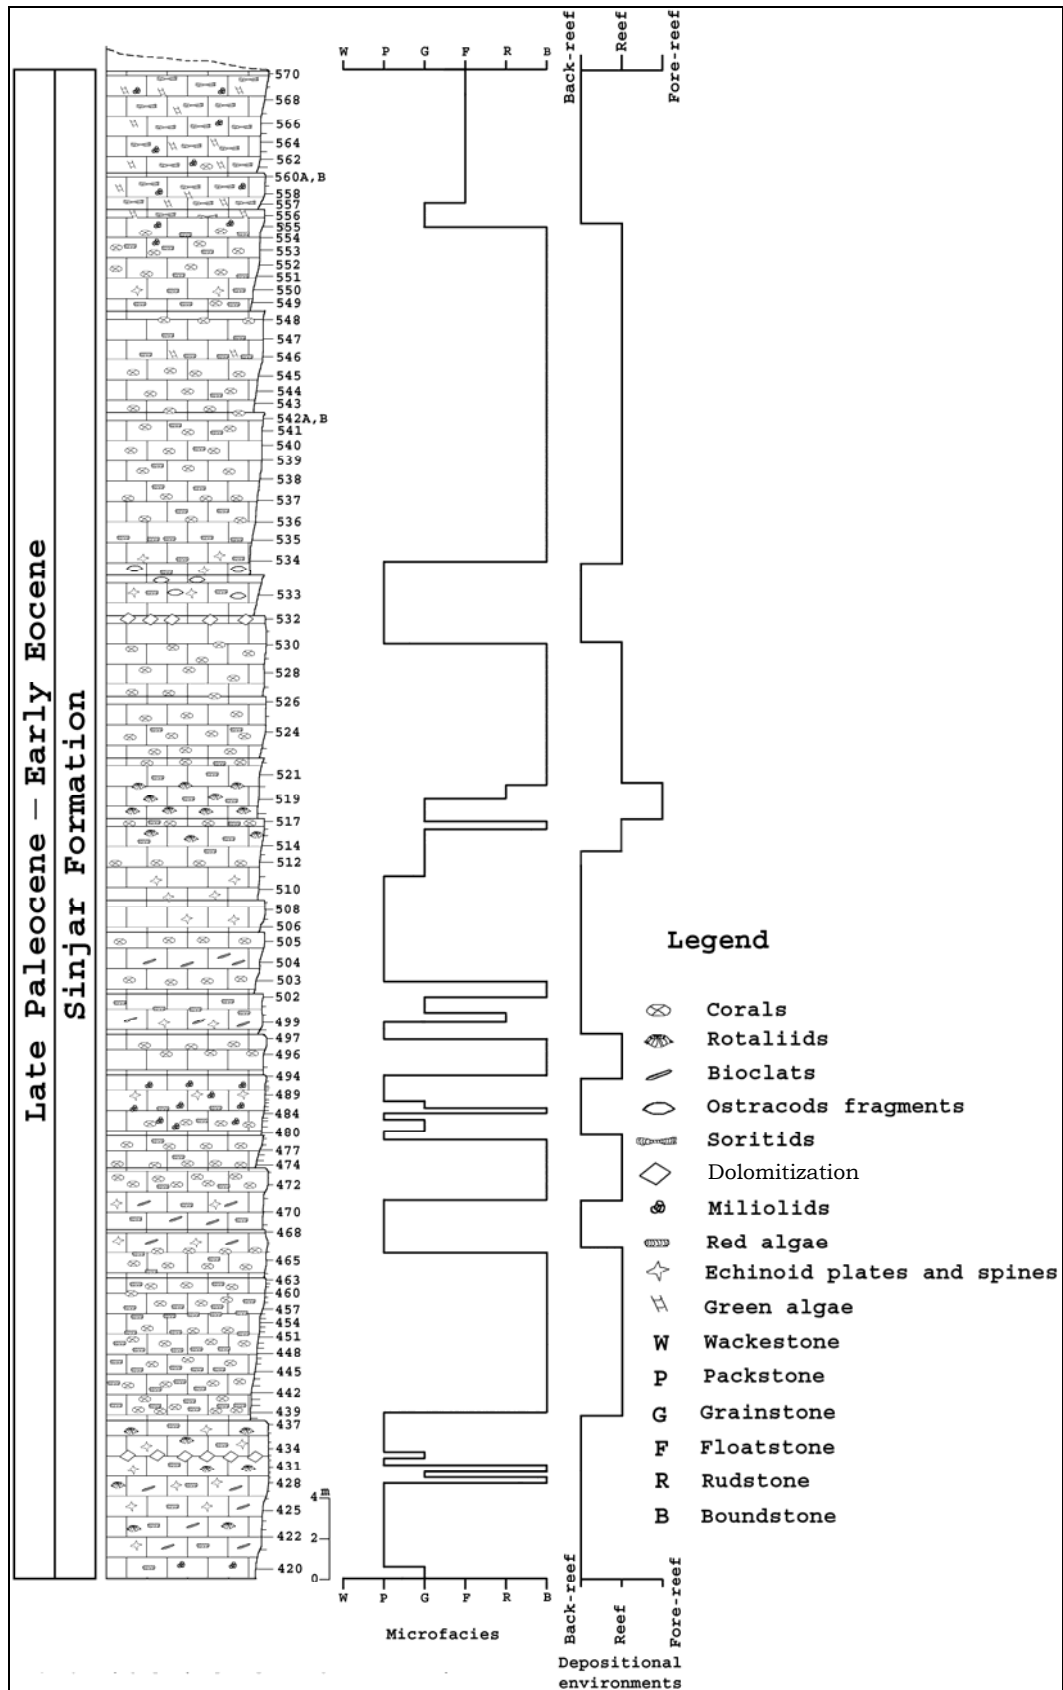 Late Paleocene — Early Eocene
Sinjar Formation
W P G F R B
Back-reef
Reef
Fore-reef
570
568
566
564
562
560A,B
558
557
556
555
554
553
552
551
550
549
548
547
546
545
544
543
542A,B
541
540
539
538
537
536
535
534
533
532
530
528
526
524
521
519
517
514
512
510
508
506
505
504
503
502
499
497
496
494
489
484
480
477
474
472
470
468
465
463
460
457
454
451
448
445
442
439
437
434
431
428
425
422
420
4 m
2
0
Legend
Corals
Rotaliids
Bioclats
Ostracods fragments
Soritids
Dolomitization
Miliolids
Red algae
Echinoid plates and spines
Green algae
W Wackestone
P Packstone
G Grainstone
F Floatstone
R Rudstone
B Boundstone
W P G F R B
Microfacies
Back-reef
Reef
Fore-reef
Depositional
environments